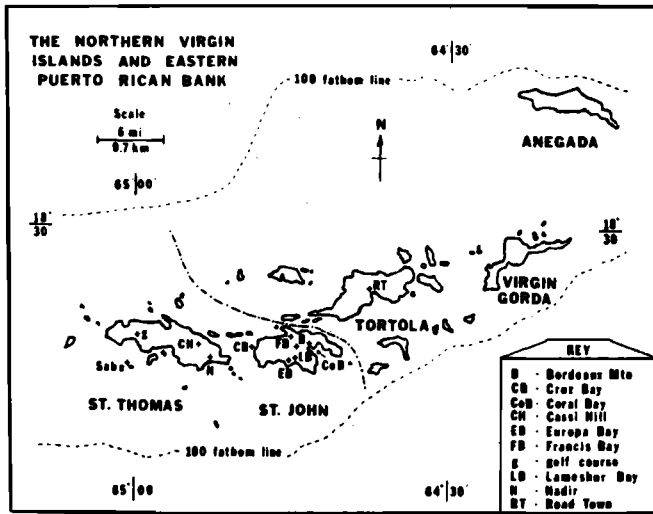 THE NORTHERN VIRGIN
ISLANDS AND EASTERN
PUERTO RICAN BANK
Scale
6 mi
9.7 km
64° 30'
100 fathom line
N
ANEGADA
65° 00'
18°
30
18°
30
VIRGIN
GORDA
RT
TORTOLA
g
CH
Saba
N
CB
FB
B
LB
EB
CoB
ST. THOMAS
ST. JOHN
100 fathom line
65° 00'
64° 30'
KEY
B - Bordeaux Mtn
CB - Cruz Bay
CoB - Coral Bay
CH - Cassi Hill
EB - Europa Bay
FB - Francis Bay
g - golf course
LB - Lameshur Bay
N - Nadir
RT - Road Town